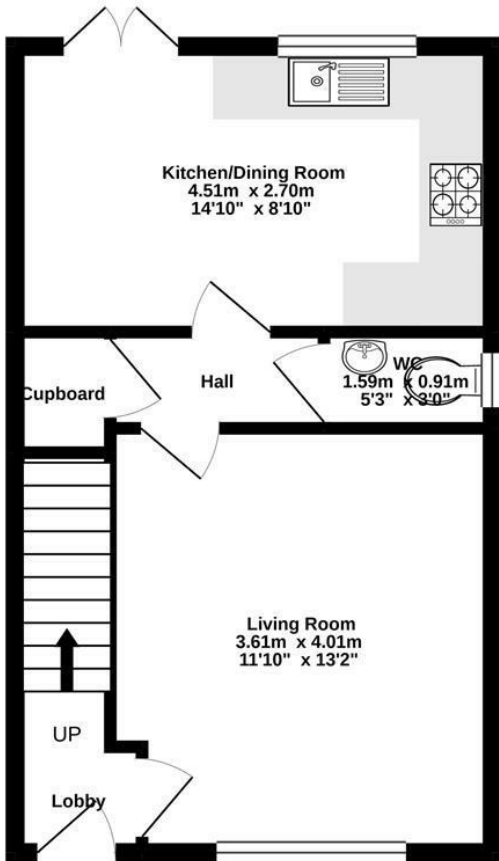 Kitchen/Dining Room
4.51m x 2.70m
14'10" x 8'10"
Cupboard
Hall
WC
1.59m x 0.91m
5'3" x 3'0"
Living Room
3.61m x 4.01m
11'10" x 13'2"
UP
Lobby